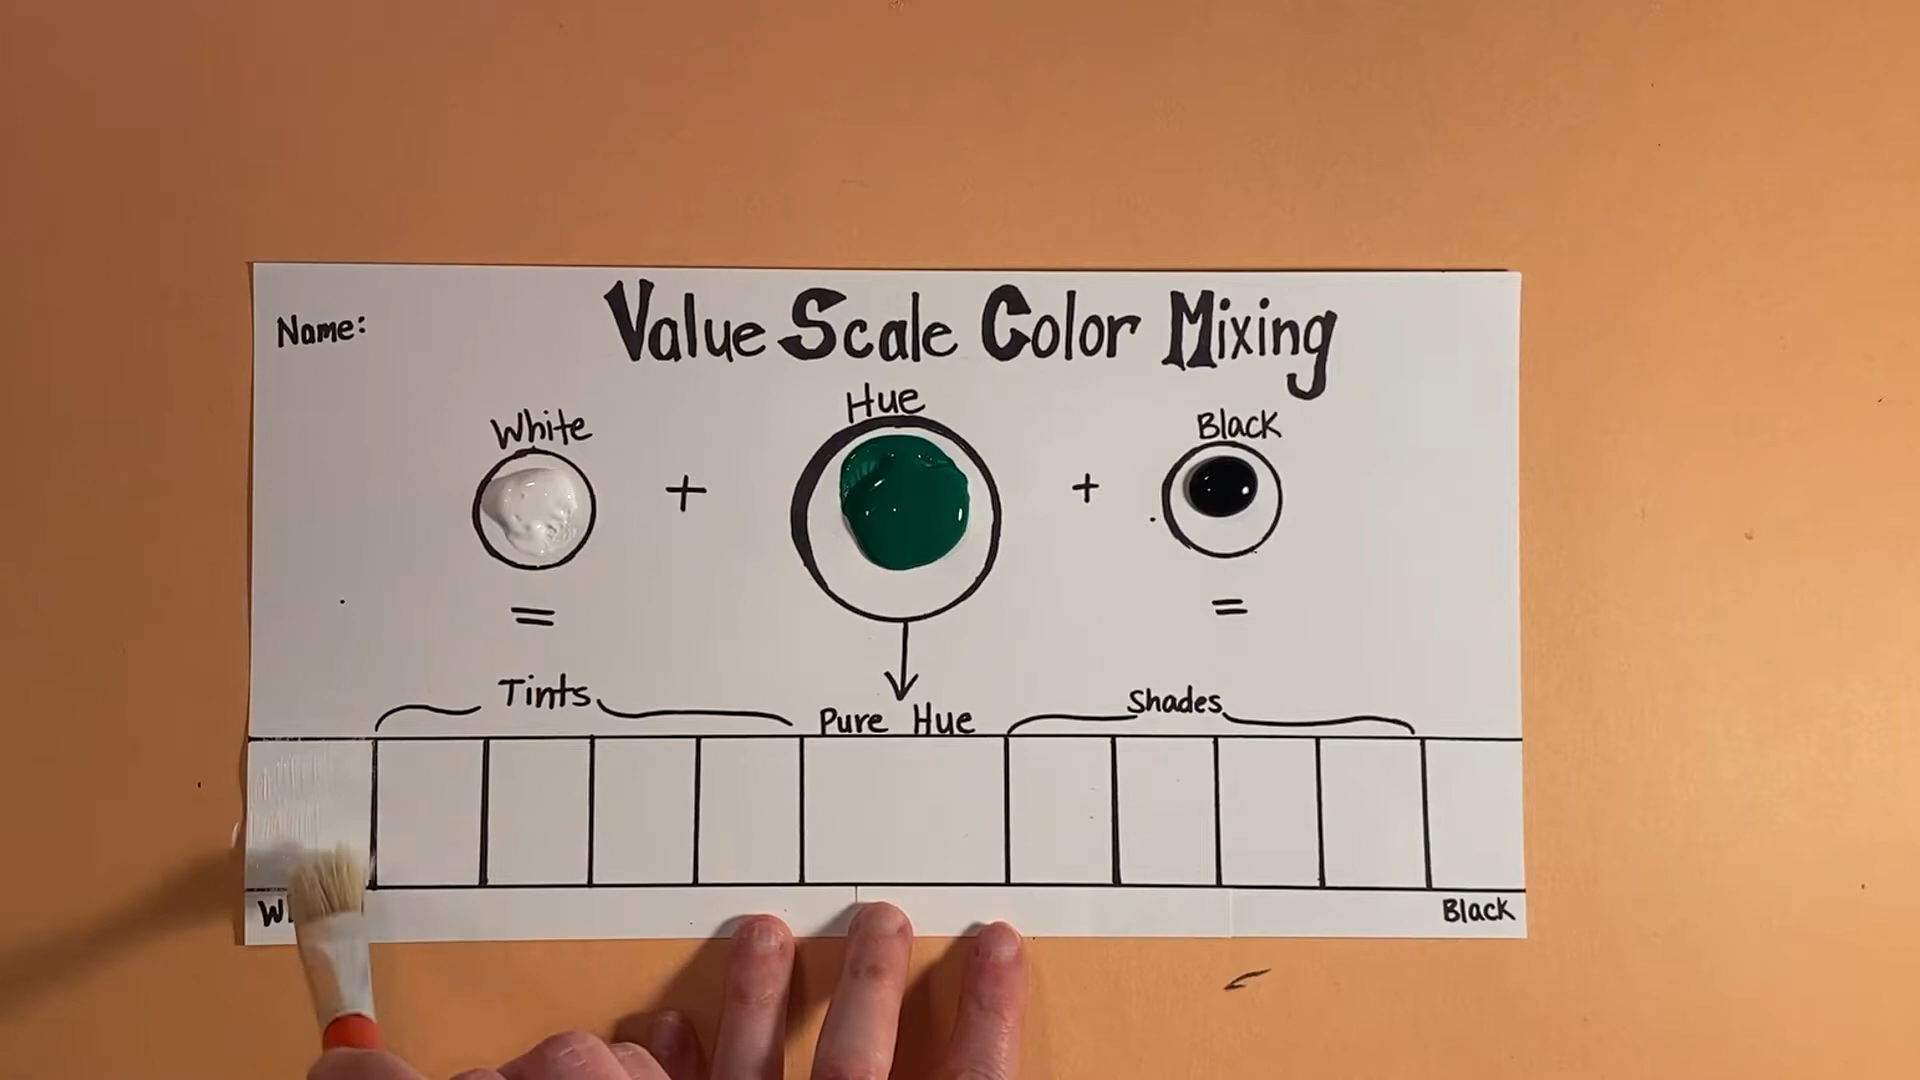 Name:
Value Scale Color Mixing
White
Hue
Black
+
+
=
=
Tints
Pure Hue
Shades
Black